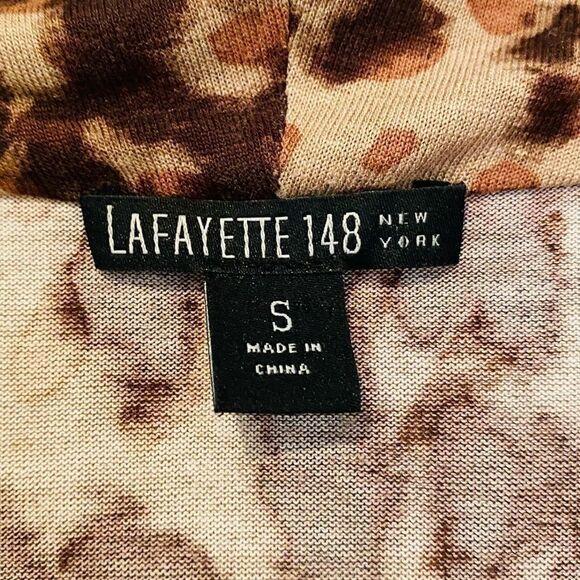 LAFAYETTE 148 NEW YORK
S
MADE IN
CHINA